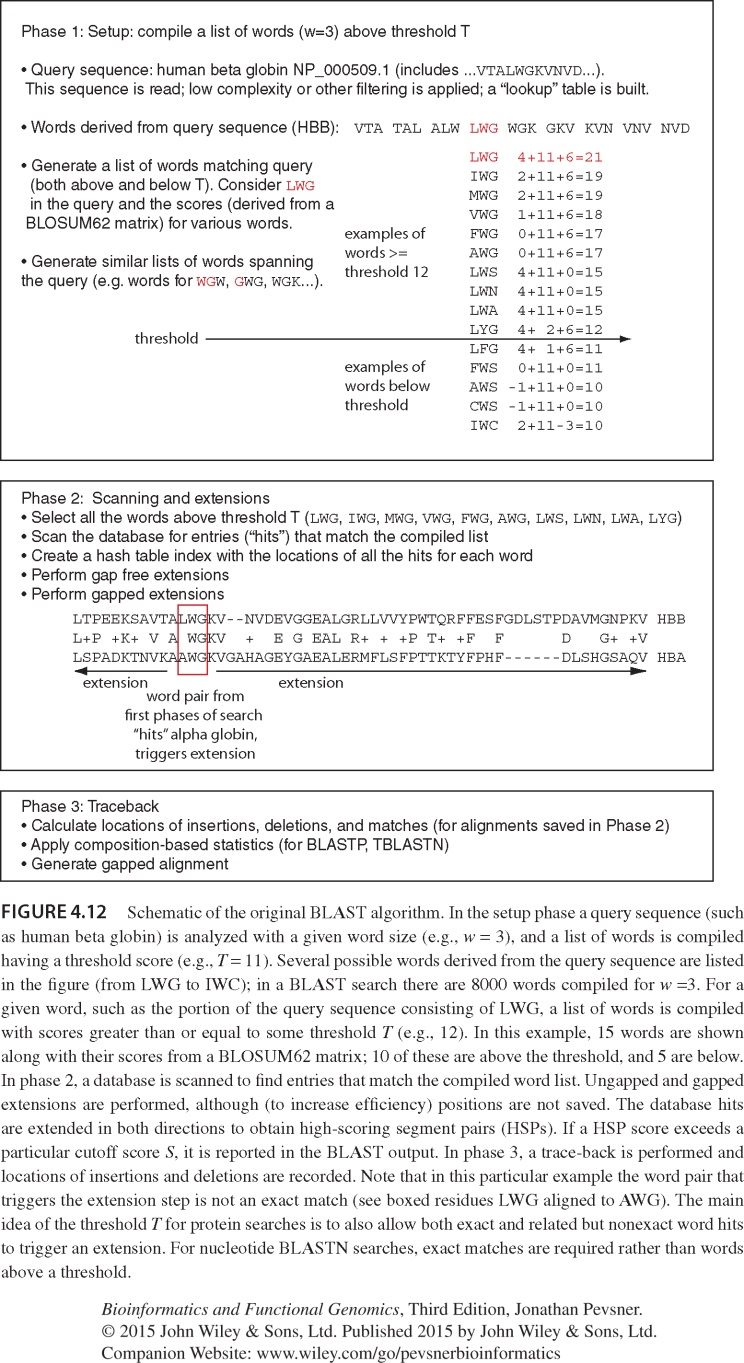 Phase 1: Setup: compile a list of words (w=3) above threshold T
• Query sequence: human beta globin NP_000509.1 (includes ...VTALWGKVNVD...).
This sequence is read; low complexity or other filtering is applied; a “lookup” table is built.
• Words derived from query sequence (HBB): VTA TAL ALW LWG WGK GKV KVN VNV NVD
• Generate a list of words matching query
(both above and below T). Consider LWG
in the query and the scores (derived from a
BLOSUM62 matrix) for various words.
• Generate similar lists of words spanning
the query (e.g. words for WGW, GWG, WGK...).
examples of
words >=
threshold 12
LWG 4+11+6=21
IWG 2+11+6=19
MWG 2+11+6=19
VWG 1+11+6=18
FWG 0+11+6=17
AWG 0+11+6=17
LWS 4+11+0=15
LWN 4+11+0=15
LWA 4+11+0=15
LYG 4+ 2+6=12
threshold
examples of
words below
threshold
LFG 4+ 1+6=11
FWS 0+11+0=11
AWS -1+11+0=10
CWS -1+11+0=10
IWC 2+11-3=10
Phase 2: Scanning and extensions
• Select all the words above threshold T (LWG, IWG, MWG, VWG, FWG, AWG, LWS, LWN, LWA, LYG)
• Scan the database for entries (“hits”) that match the compiled list
• Create a hash table index with the locations of all the hits for each word
• Perform gap free extensions
• Perform gapped extensions
LTPEEKSAVTALWGKV--NVDEVGGEALGRLLVVYPWTQRFFESFGDLSTPDAVMGNPKV HBB
L+P +K+ V A WGKV + E G EALR+ + +P T+ +F F D G+ +V
LSPADKTNVKAAWGKVGAHAGEYGAEALERMFLSFPTTKTYFPHF------DLSHGSAQV HBA
extension
extension
word pair from
first phases of search
“hits” alpha globin,
triggers extension
Phase 3: Traceback
• Calculate locations of insertions, deletions, and matches (for alignments saved in Phase 2)
• Apply composition-based statistics (for BLASTP, TBLASTN)
• Generate gapped alignment
FIGURE 4.12 Schematic of the original BLAST algorithm. In the setup phase a query sequence (such
as human beta globin) is analyzed with a given word size (e.g., w = 3), and a list of words is compiled
having a threshold score (e.g., T = 11). Several possible words derived from the query sequence are listed
in the figure (from LWG to IWC); in a BLAST search there are 8000 words compiled for w =3. For a
given word, such as the portion of the query sequence consisting of LWG, a list of words is compiled
with scores greater than or equal to some threshold T (e.g., 12). In this example, 15 words are shown
along with their scores from a BLOSUM62 matrix; 10 of these are above the threshold, and 5 are below.
In phase 2, a database is scanned to find entries that match the compiled word list. Ungapped and gapped
extensions are performed, although (to increase efficiency) positions are not saved. The database hits
are extended in both directions to obtain high-scoring segment pairs (HSPs). If a HSP score exceeds a
particular cutoff score S, it is reported in the BLAST output. In phase 3, a trace-back is performed and
locations of insertions and deletions are recorded. Note that in this particular example the word pair that
triggers the extension step is not an exact match (see boxed residues LWG aligned to AWG). The main
idea of the threshold T for protein searches is to also allow both exact and related but nonexact word hits
to trigger an extension. For nucleotide BLASTN searches, exact matches are required rather than words
above a threshold.
Bioinformatics and Functional Genomics, Third Edition, Jonathan Pevsner.
© 2015 John Wiley & Sons, Ltd. Published 2015 by John Wiley & Sons, Ltd.
Companion Website: www.wiley.com/go/pevsnerbioinformatics